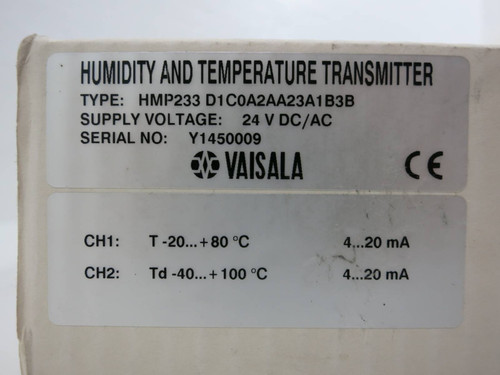 HUMIDITY AND TEMPERATURE TRANSMITTER
TYPE: HMP233 D1C0A2AA23A1B3B
SUPPLY VOLTAGE: 24 V DC/AC
SERIAL NO: Y1450009
VAISALA CE
CH1: T -20...+80 °C 4...20 mA
CH2: Td -40...+100 °C 4...20 mA